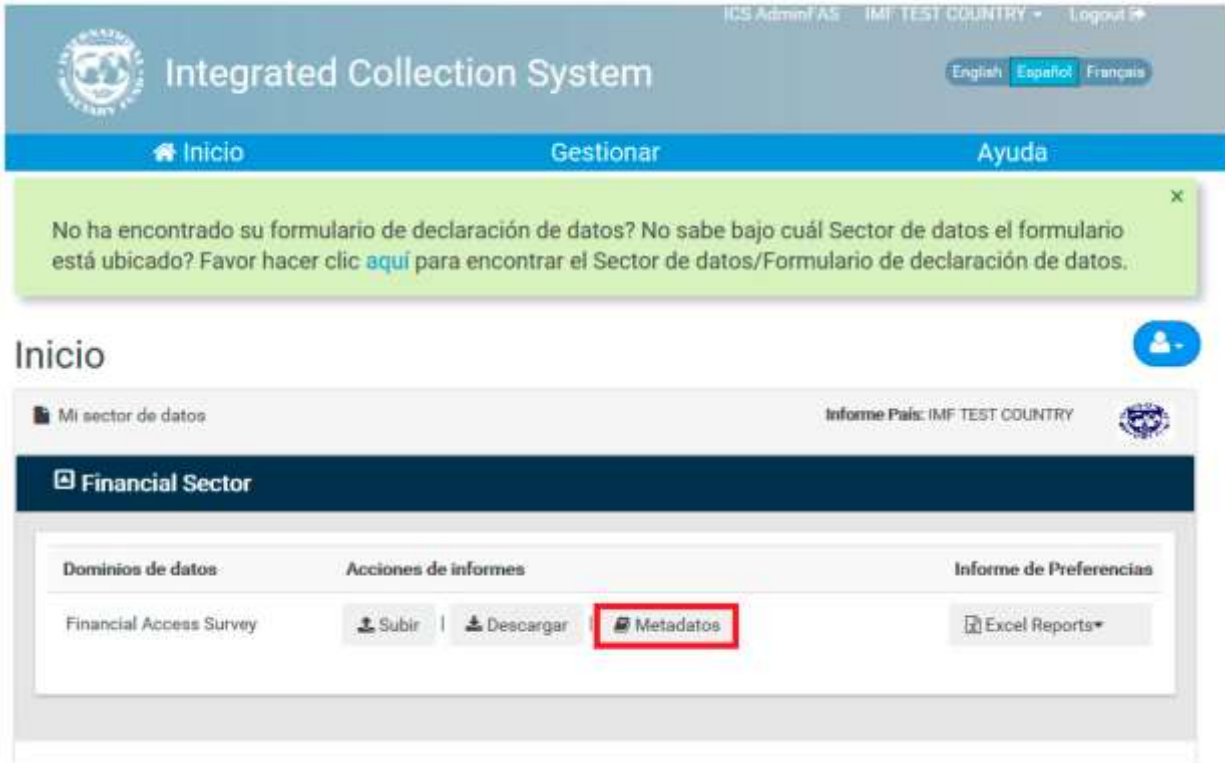 ICS AdminFAS IMF TEST COUNTRY Logout
INTERNATIONAL MONETARY FUND
Integrated Collection System
English Español Français
Inicio Gestionar Ayuda
No ha encontrado su formulario de declaración de datos? No sabe bajo cuál Sector de datos el formulario
está ubicado? Favor hacer clic aquí para encontrar el Sector de datos/Formulario de declaración de datos.
Inicio
Mi sector de datos Informe País: IMF TEST COUNTRY
Financial Sector
Dominios de datos Acciones de informes Informe de Preferencias
Financial Access Survey Subir | Descargar | Metadatos Excel Reports